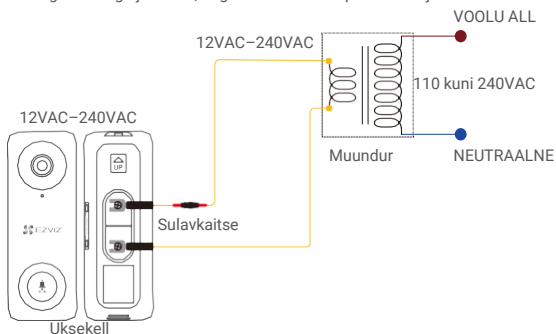 VOOLU ALL
12VAC–240VAC
110 kuni 240VAC
12VAC–240VAC
Muundur
NEUTRAALNE
UP
Sulavkaitse
EZVIZ
Uksekell